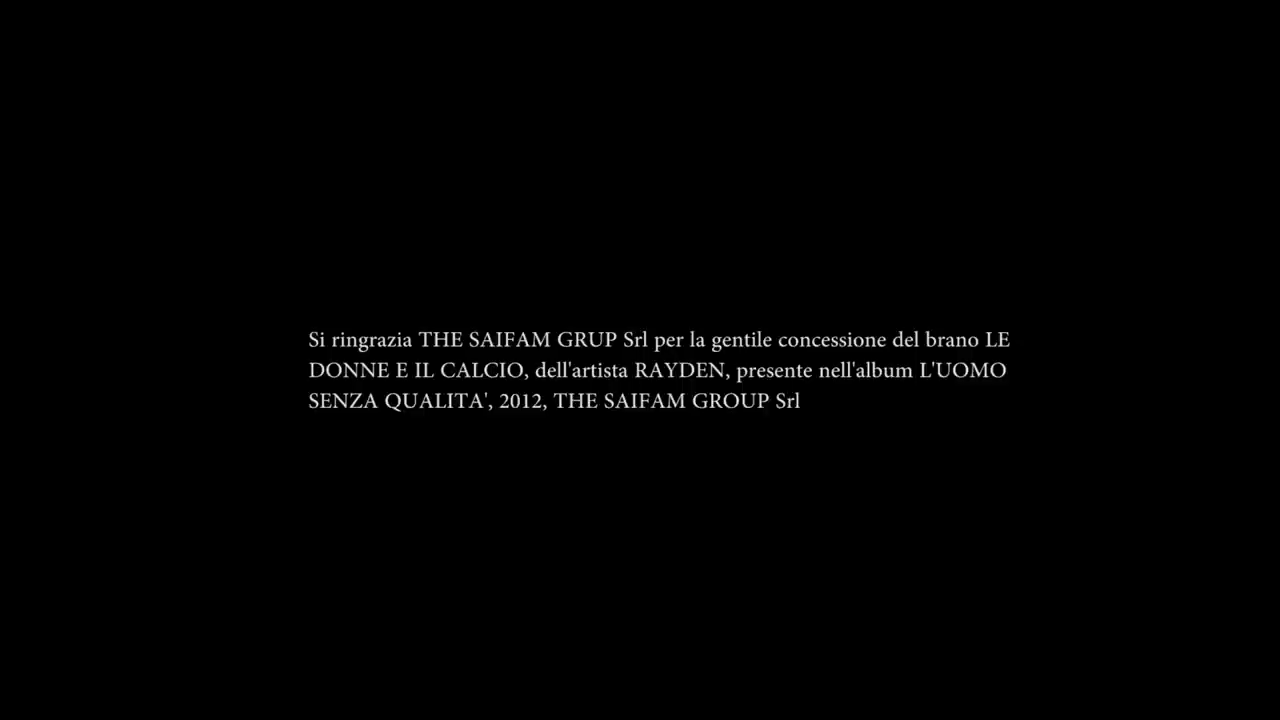 Si ringrazia THE SAIFAM GRUP Srl per la gentile concessione del brano LE
DONNE E IL CALCIO, dell'artista RAYDEN, presente nell'album L'UOMO
SENZA QUALITA', 2012, THE SAIFAM GROUP Srl